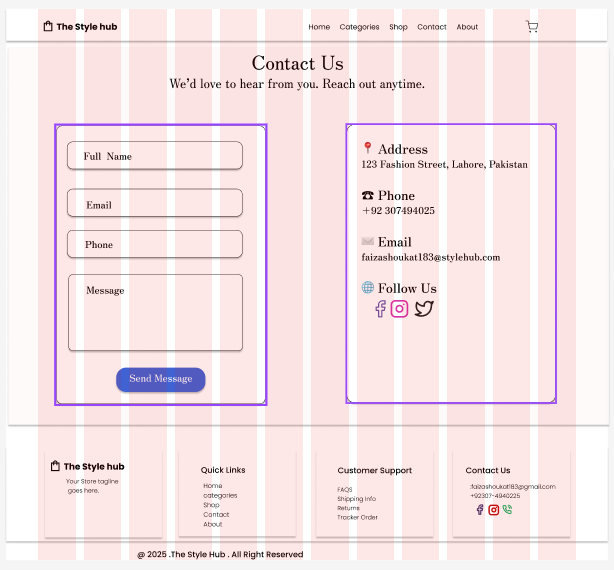 The Style hub
Home Categories Shop Contact About
Contact Us
We'd love to hear from you. Reach out anytime.
Full Name
Email
Phone
Message
Send Message
Address
123 Fashion Street, Lahore, Pakistan
Phone
+92 307494025
Email
faizashoukat183@stylehub.com
Follow Us
The Style hub
Your Store tagline
goes here.
Quick Links
Home
categories
Shop
Contact
About
Customer Support
FAQS
Shipping Info
Returns
Tracker Order
Contact Us
:faizashoukat183@gmail.com
+92307-4940225
@ 2025 .The Style Hub . All Right Reserved